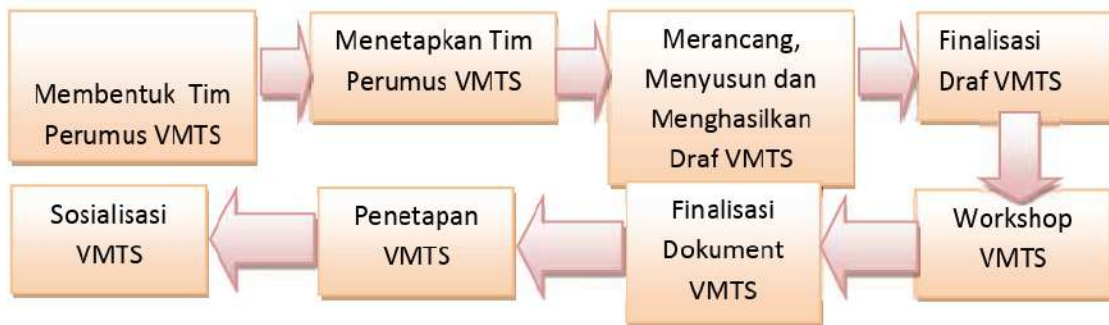 Membentuk Tim
Perumus VMTS
Menetapkan Tim
Perumus VMTS
Merancang,
Menyusun dan
Menghasilkan
Draf VMTS
Finalisasi
Draf VMTS
Workshop
VMTS
Finalisasi
Dokument
VMTS
Penetapan
VMTS
Sosialisasi
VMTS